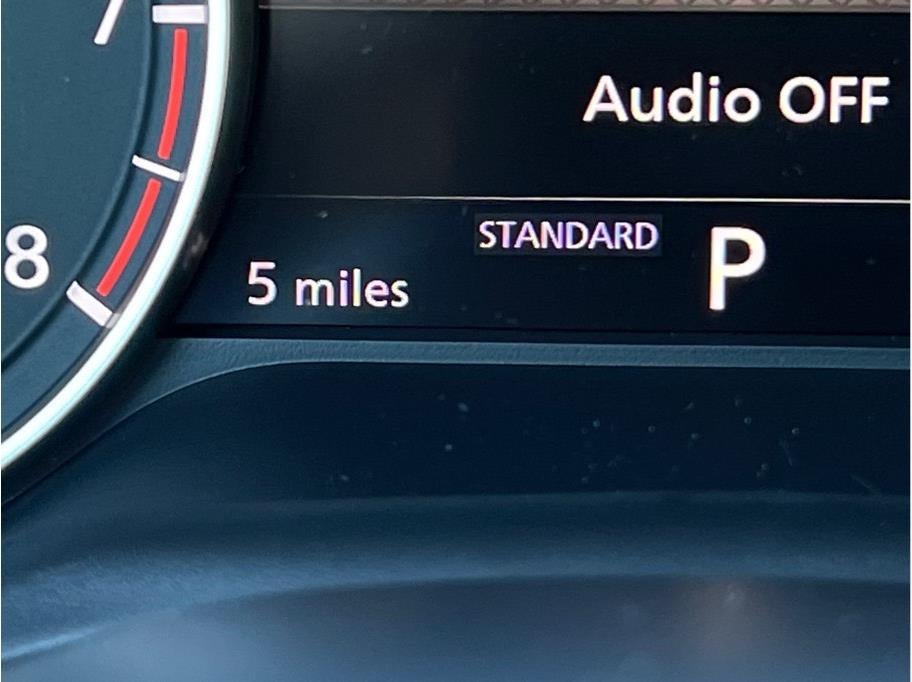 7
Audio OFF
STANDARD P
8
5 miles